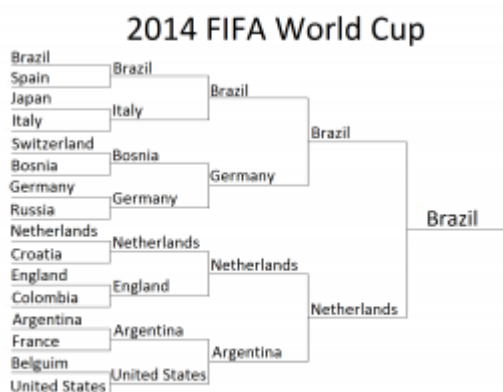 2014 FIFA World Cup
Brazil
Spain
Japan
Italy
Switzerland
Bosnia
Germany
Russia
Netherlands
Croatia
England
Colombia
Argentina
France
Belguim
United States
Brazil
Italy
Bosnia
Germany
Netherlands
England
Argentina
United States
Brazil
Germany
Netherlands
Argentina
Brazil
Netherlands
Brazil